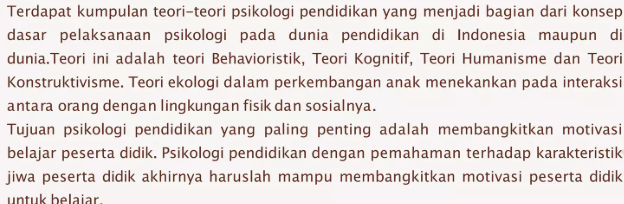 Terdapat kumpulan teori-teori psikologi pendidikan yang menjadi bagian dari konsep
dasar pelaksanaan psikologi pada dunia pendidikan di Indonesia maupun di
dunia.Teori ini adalah teori Behavioristik, Teori Kognitif, Teori Humanisme dan Teori
Konstruktivisme. Teori ekologi dalam perkembangan anak menekankan pada interaksi
antara orang dengan lingkungan fisik dan sosialnya.
Tujuan psikologi pendidikan yang paling penting adalah membangkitkan motivasi
belajar peserta didik. Psikologi pendidikan dengan pemahaman terhadap karakteristik
jiwa peserta didik akhirnya haruslah mampu membangkitkan motivasi peserta didik
untuk belajar.